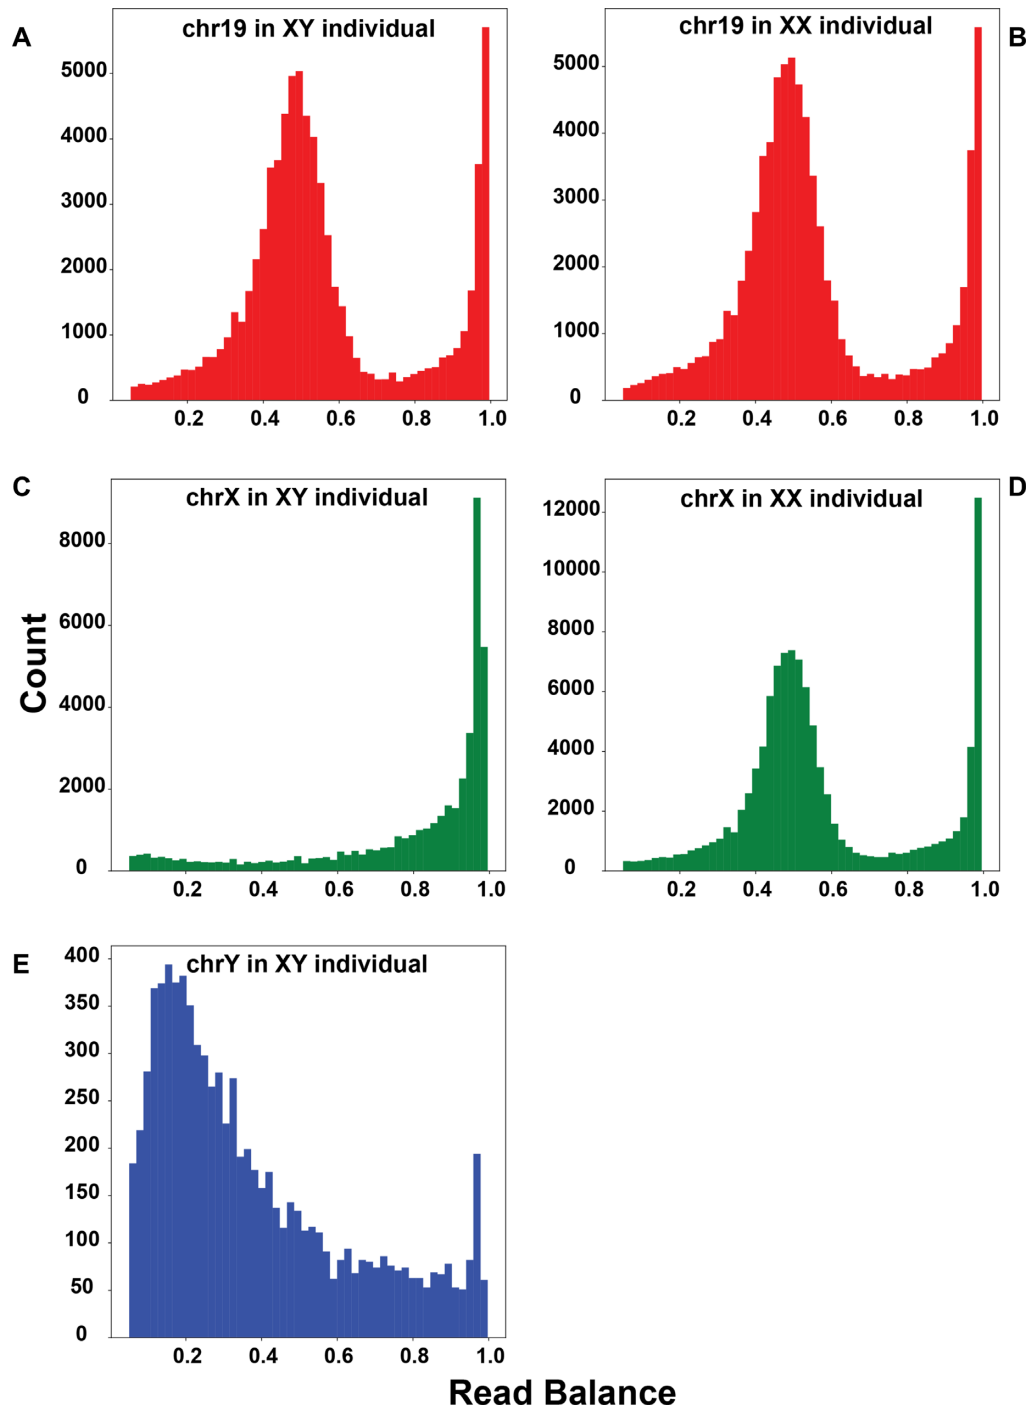 A
chr19 in XY individual
5000
4000
3000
2000
1000
0
0.2 0.4 0.6 0.8 1.0
B
chr19 in XX individual
5000
4000
3000
2000
1000
0
0.2 0.4 0.6 0.8 1.0
C
chrX in XY individual
8000
6000
4000
2000
0
0.2 0.4 0.6 0.8 1.0
D
chrX in XX individual
12000
10000
8000
6000
4000
2000
0
0.2 0.4 0.6 0.8 1.0
Count
E
chrY in XY individual
400
350
300
250
200
150
100
50
0
0.2 0.4 0.6 0.8 1.0
Read Balance